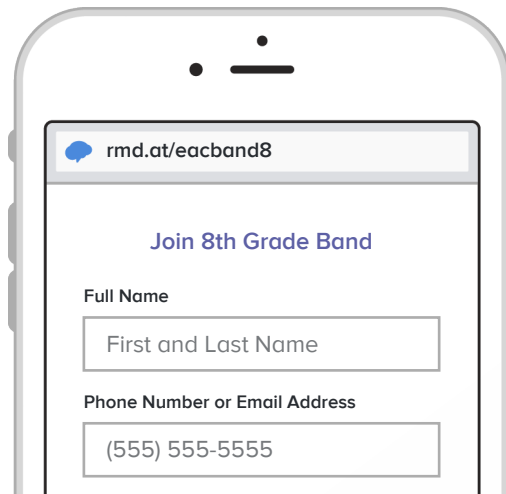 rmd.at/eacband8
Join 8th Grade Band
Full Name
First and Last Name
Phone Number or Email Address
(555) 555-5555